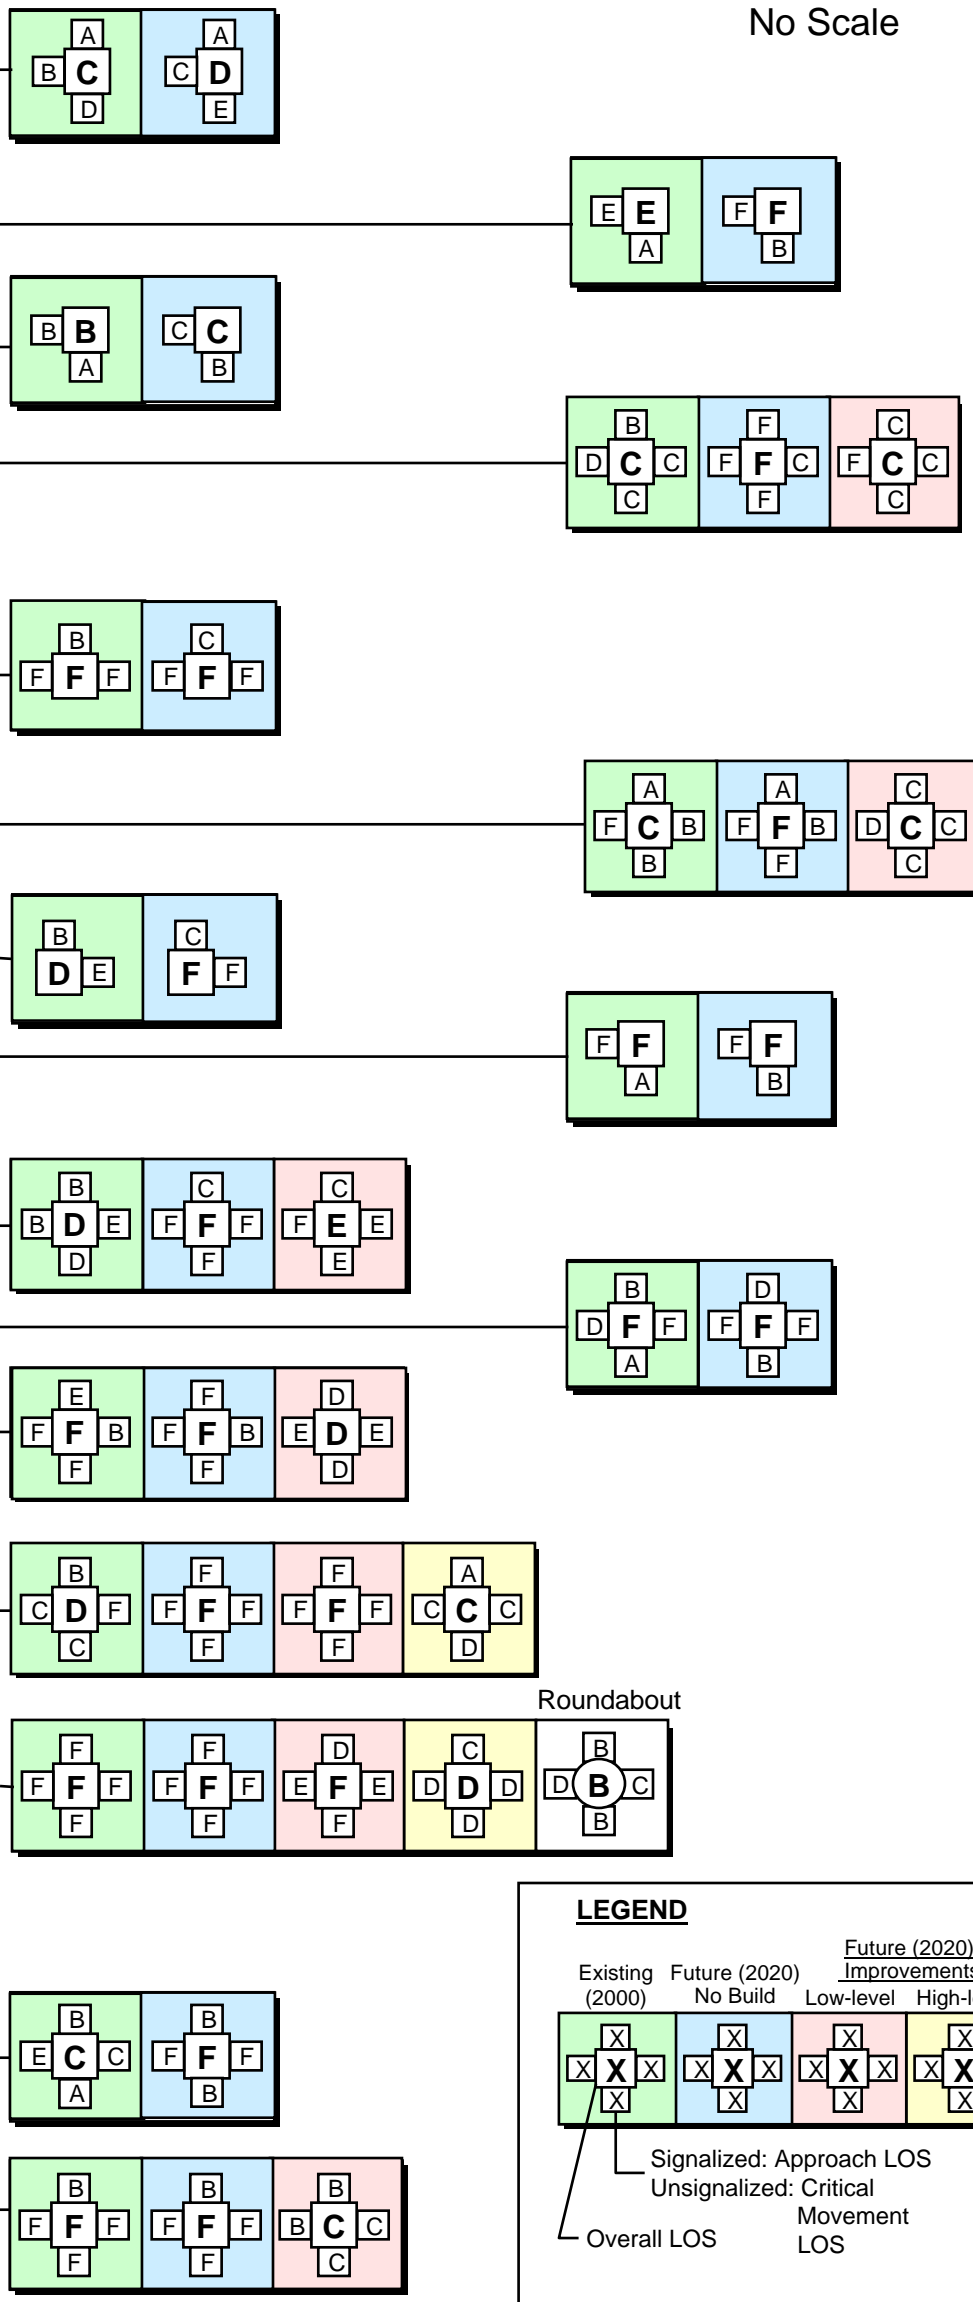 No Scale
A A
B C C D
D E
E E F F
A B
B B C C
A B
B F C
D C C F F C F C C
C F C
B C
F F F F F F
A A C
F C B F F B D C C
B F C
B C
D E F F
F F F F
A B
B C C
B D E F F F F E E
D F E
B D
D F F F F F
A B
E F D
F F B F F B E D E
F F D
B F F A
C D F F F F F F F C C C
C F F D
Roundabout
F F D C B
F F F F F F E F E D D D D B C
F F F D B
LEGEND
Future (2020)
Improvements
Existing Future (2020)
(2000) No Build Low-level High-l
X X X X
X X X X X X X X X X X
X X X X
Signalized: Approach LOS
Unsignalized: Critical
Movement
LOS
Overall LOS
B B
E C C F F F
A B
B B B
F F F F F F B C C
F F C